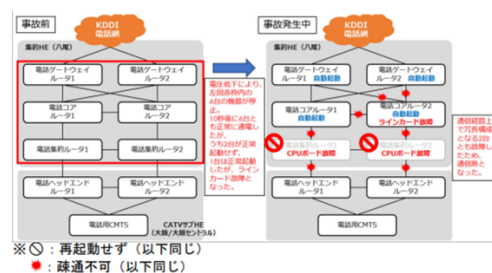 事故前
KDDI
電話網
集約HE（八尾）
電話ゲートウェイ
ルータ1
電話ゲートウェイ
ルータ2
電話コア
ルータ1
電話コア
ルータ2
電話集約ルータ1
電話集約ルータ2
電話ヘッドエンド
ルータ1
電話ヘッドエンド
ルータ2
電話用CMTS
CATVサブHE
（大阪/大阪セントラル）
電圧低下により、
左図赤枠内の
6台の機器が停
止。
10秒後に6台と
も正常に復電し
たが、
うち2台が正常
起動せず、
1台は正常起動
したが、ライン
カード故障と
なった。
事故発生中
KDDI
電話網
集約HE（八尾）
電話ゲートウェイ
ルータ1 自動起動
電話ゲートウェイ
ルータ2 自動起動
電話コアルータ1
自動起動
電話コアルータ2
自動起動
ラインカード故障
電話集約ルータ1
CPUボード故障
電話集約ルータ2
CPUボード故障
電話ヘッドエンド
ルータ1
電話ヘッドエンド
ルータ2
電話用CMTS
通信経路上
で冗長構成
となる2台
とも故障し
たため、
通信断と
なった。
※🛇：再起動せず（以下同じ）
：疎通不可（以下同じ）